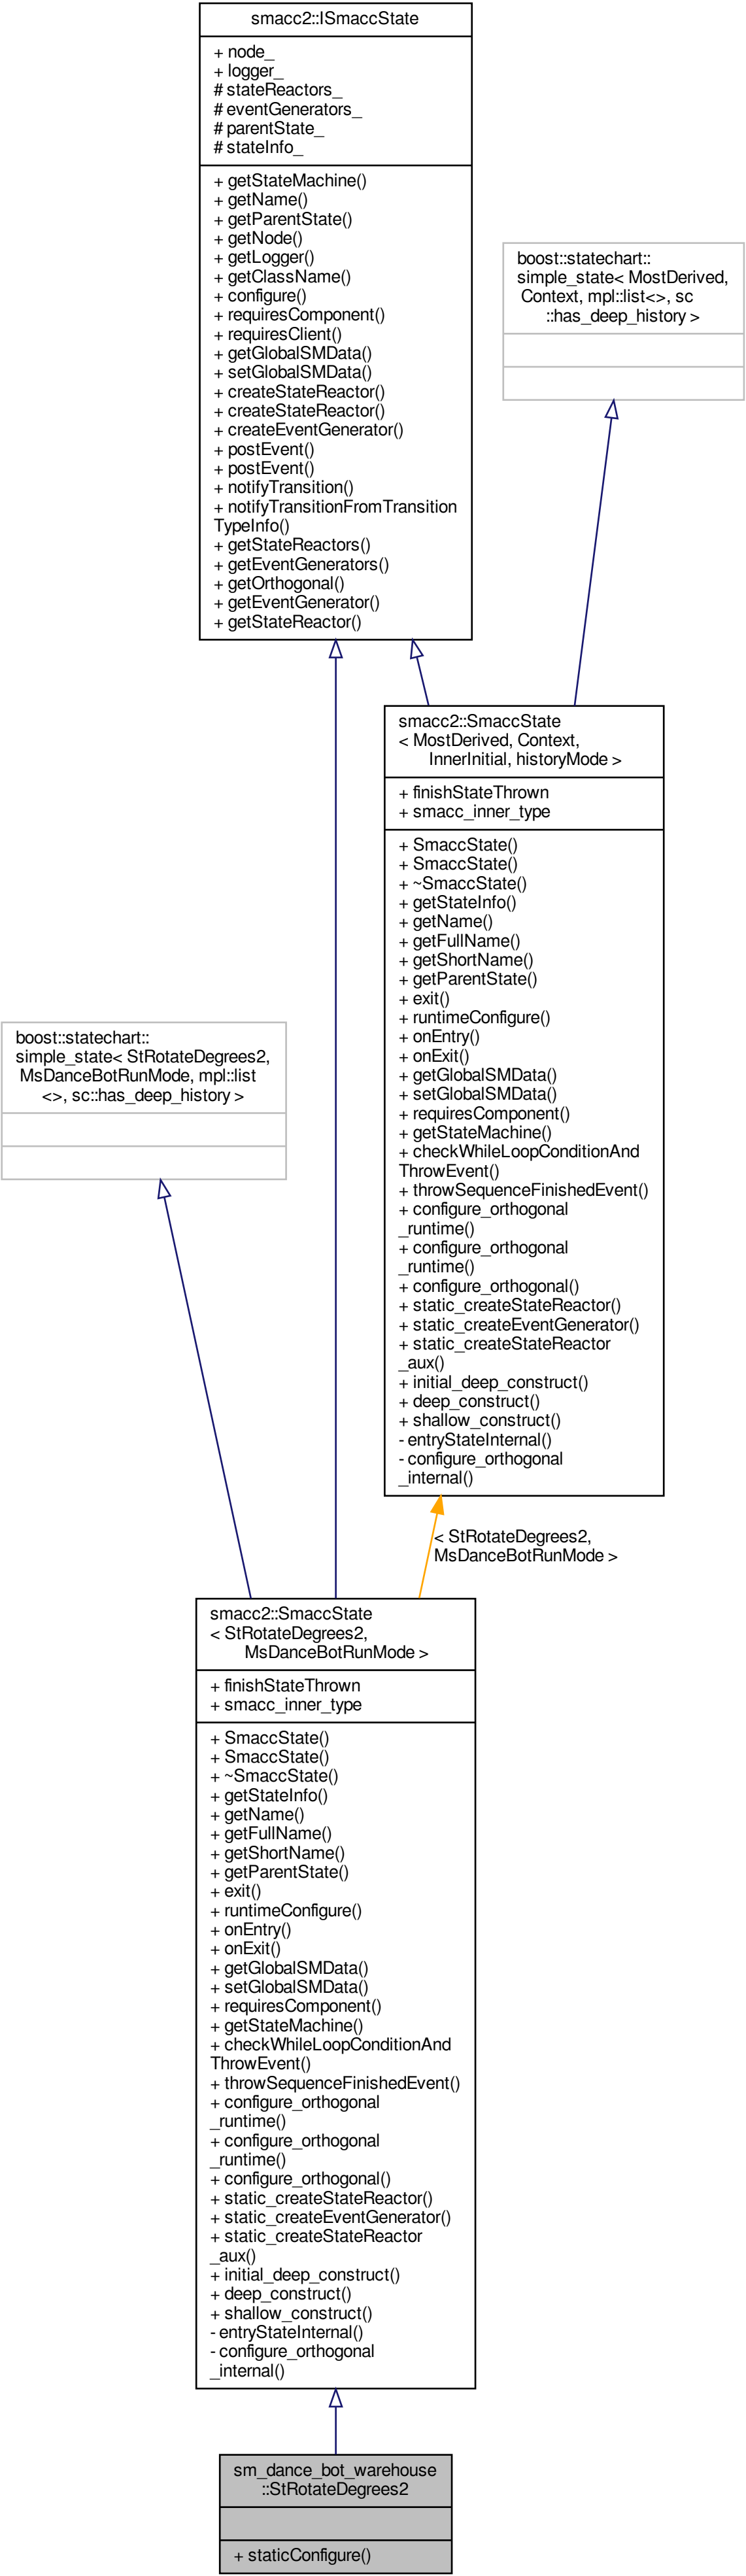 smacc2::ISmaccState
+ node_
+ logger_
# stateReactors_
# eventGenerators_
# parentState_
# stateInfo_
+ getStateMachine()
+ getName()
+ getParentState()
+ getNode()
+ getLogger()
+ getClassName()
+ configure()
+ requiresComponent()
+ requiresClient()
+ getGlobalSMData()
+ setGlobalSMData()
+ createStateReactor()
+ createStateReactor()
+ createEventGenerator()
+ postEvent()
+ postEvent()
+ notifyTransition()
+ notifyTransitionFromTransition
TypeInfo()
+ getStateReactors()
+ getEventGenerators()
+ getOrthogonal()
+ getEventGenerator()
+ getStateReactor()
boost::statechart::
simple_state< MostDerived,
Context, mpl::list<>, sc
::has_deep_history >
smacc2::SmaccState
< MostDerived, Context,
InnerInitial, historyMode >
+ finishStateThrown
+ smacc_inner_type
+ SmaccState()
+ SmaccState()
+ ~SmaccState()
+ getStateInfo()
+ getName()
+ getFullName()
+ getShortName()
+ getParentState()
+ exit()
+ runtimeConfigure()
+ onEntry()
+ onExit()
+ getGlobalSMData()
+ setGlobalSMData()
+ requiresComponent()
+ getStateMachine()
+ checkWhileLoopConditionAnd
ThrowEvent()
+ throwSequenceFinishedEvent()
+ configure_orthogonal
_runtime()
+ configure_orthogonal
_runtime()
+ configure_orthogonal()
+ static_createStateReactor()
+ static_createEventGenerator()
+ static_createStateReactor
_aux()
+ initial_deep_construct()
+ deep_construct()
+ shallow_construct()
- entryStateInternal()
- configure_orthogonal
_internal()
boost::statechart::
simple_state< StRotateDegrees2,
MsDanceBotRunMode, mpl::list
<>, sc::has_deep_history >
< StRotateDegrees2,
MsDanceBotRunMode >
smacc2::SmaccState
< StRotateDegrees2,
MsDanceBotRunMode >
+ finishStateThrown
+ smacc_inner_type
+ SmaccState()
+ SmaccState()
+ ~SmaccState()
+ getStateInfo()
+ getName()
+ getFullName()
+ getShortName()
+ getParentState()
+ exit()
+ runtimeConfigure()
+ onEntry()
+ onExit()
+ getGlobalSMData()
+ setGlobalSMData()
+ requiresComponent()
+ getStateMachine()
+ checkWhileLoopConditionAnd
ThrowEvent()
+ throwSequenceFinishedEvent()
+ configure_orthogonal
_runtime()
+ configure_orthogonal
_runtime()
+ configure_orthogonal()
+ static_createStateReactor()
+ static_createEventGenerator()
+ static_createStateReactor
_aux()
+ initial_deep_construct()
+ deep_construct()
+ shallow_construct()
- entryStateInternal()
- configure_orthogonal
_internal()
sm_dance_bot_warehouse
::StRotateDegrees2
+ staticConfigure()